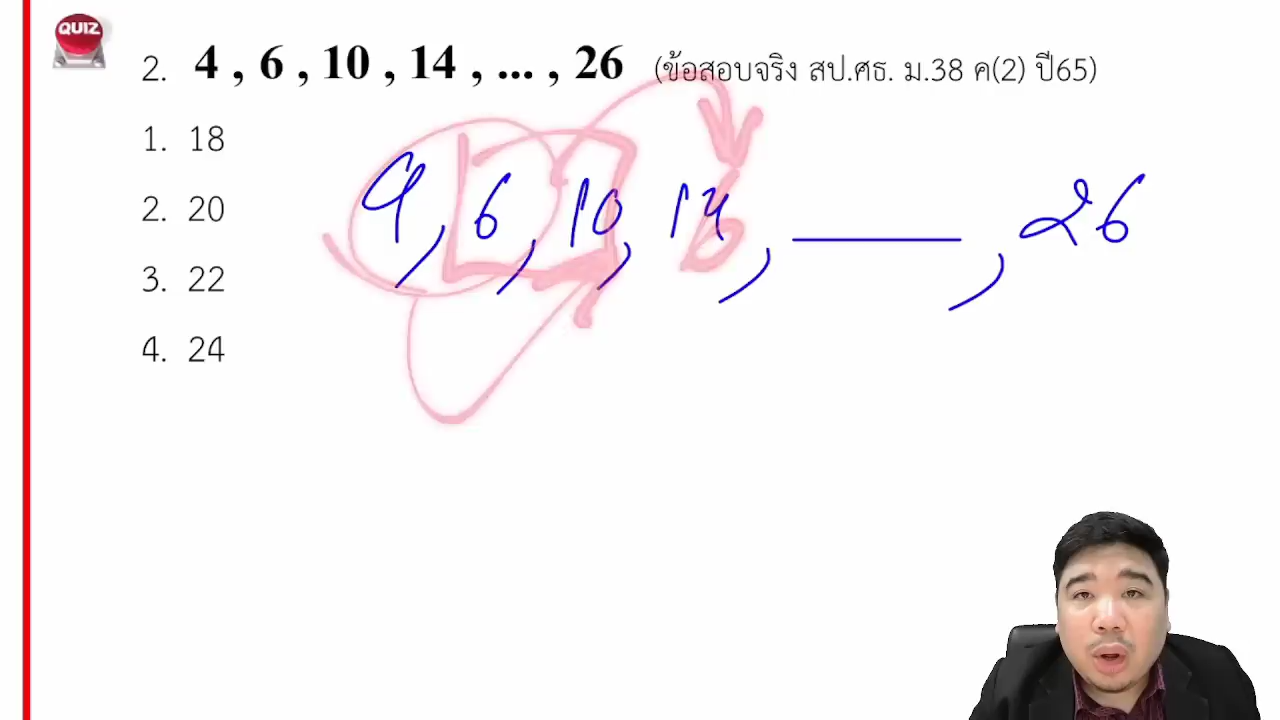 QUIZ
2. 4 , 6 , 10 , 14 , ... , 26 (ข้อสอบจริง สป.ศธ. ม.38 ค(2) ปี65)
1. 18
2. 20
3. 22
4. 24
4, 6, 10, 14, ____, 26